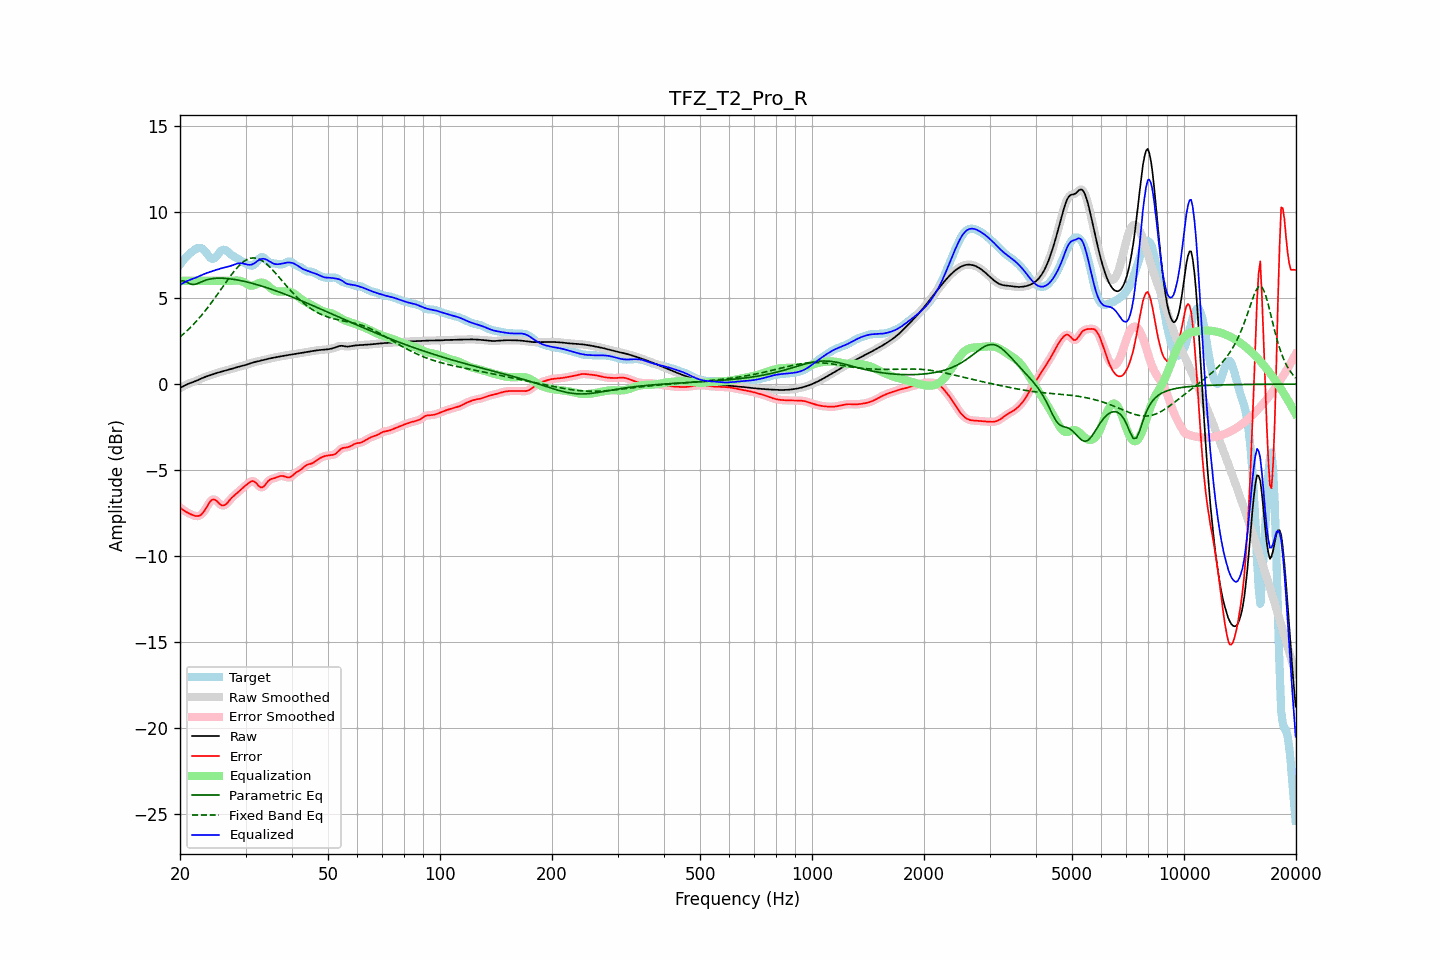 TFZ_T2_Pro_R
15
10
5
0
−5
−10
−15
−20
−25
Amplitude (dBr)
Target
Raw Smoothed
Error Smoothed
Raw
Error
Equalization
Parametric Eq
Fixed Band Eq
Equalized
20 50 100 200 500 1000 2000 5000 10000 20000
Frequency (Hz)